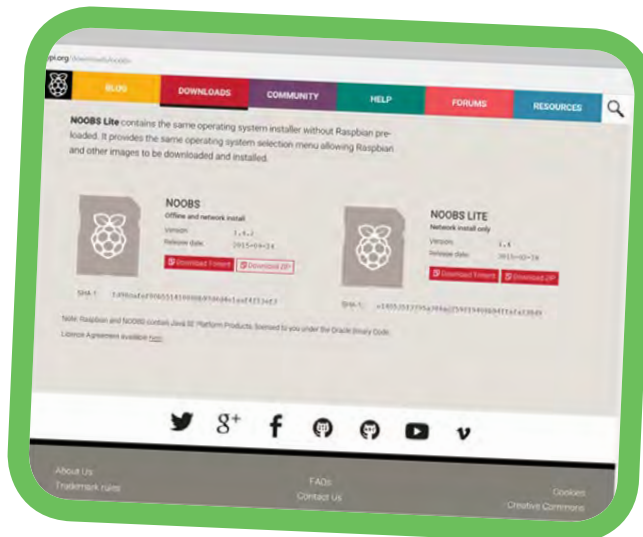 BLOG DOWNLOADS COMMUNITY HELP FORUMS RESOURCES
NOOBS Lite contains the same operating system installer without Raspbian pre-
loaded. It provides the same operating system selection menu allowing Raspbian
and other images to be downloaded and installed.
NOOBS
Offline and network install
Version:
Release date:
Download Torrent Download ZIP
SHA-1:
NOOBS LITE
Network install only
Version: 1.4
Release date:
Download Torrent Download ZIP
SHA-1:
Note: Raspbian and NOOBS contain Java SE Platform Products, licensed to you under the Oracle Binary Code
Licence Agreement available here.
About Us
Trademark rules
FAQs
Contact Us
Cookies
Creative Commons